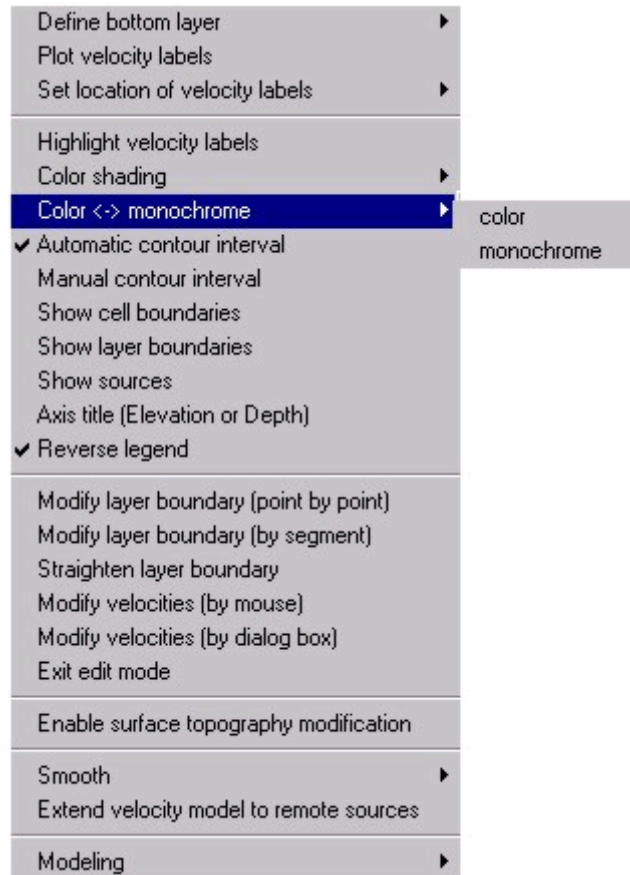 Define bottom layer
Plot velocity labels
Set location of velocity labels
Highlight velocity labels
Color shading
Color <-> monochrome
color
monochrome
Automatic contour interval
Manual contour interval
Show cell boundaries
Show layer boundaries
Show sources
Axis title (Elevation or Depth)
Reverse legend
Modify layer boundary (point by point)
Modify layer boundary (by segment)
Straighten layer boundary
Modify velocities (by mouse)
Modify velocities (by dialog box)
Exit edit mode
Enable surface topography modification
Smooth
Extend velocity model to remote sources
Modeling